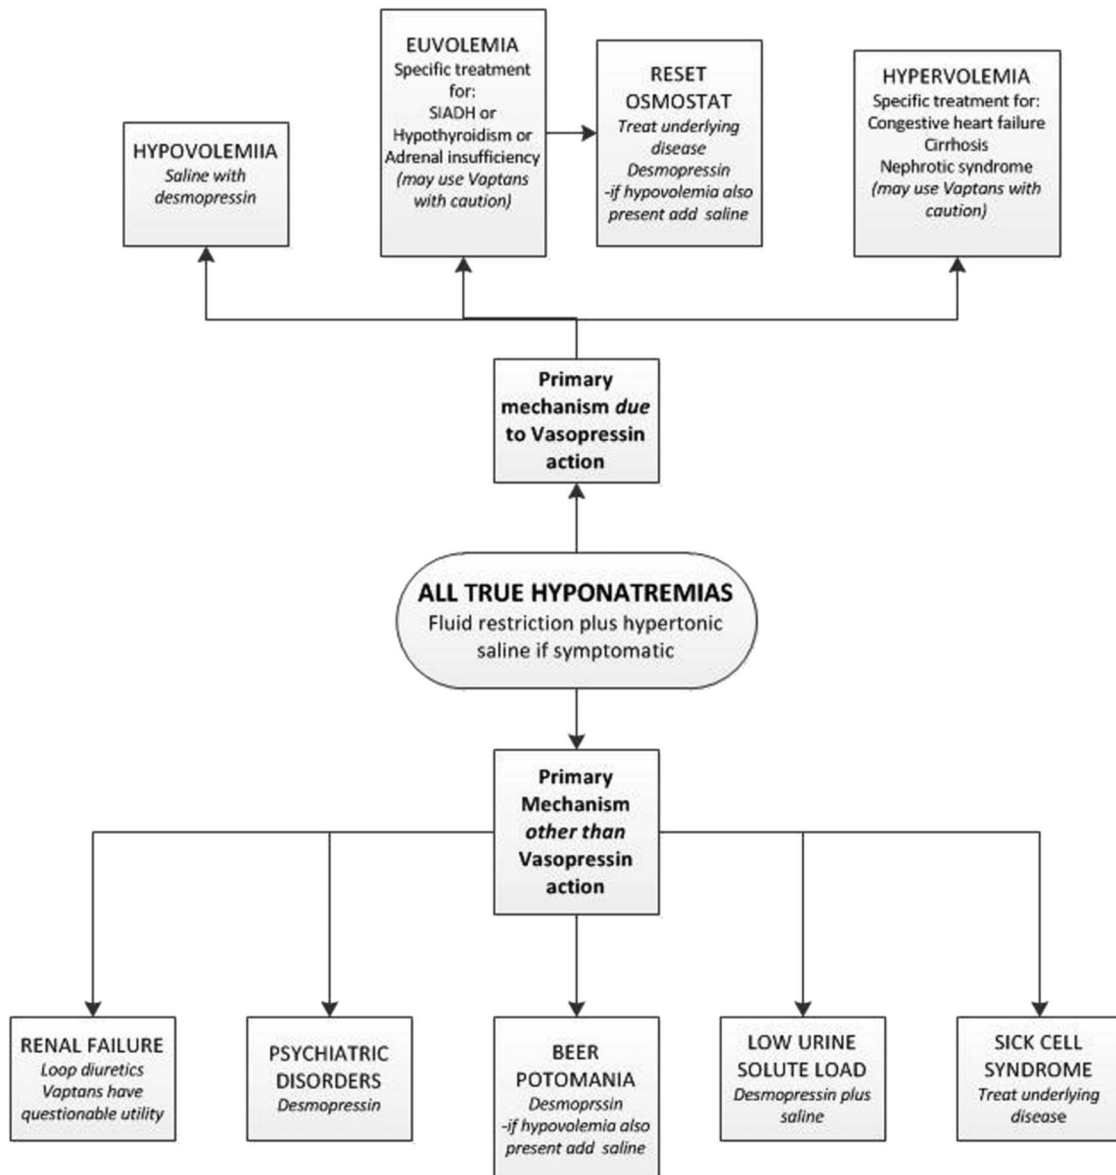 HYPOVOLEMIIA
Saline with
desmopressin
EUVOLEMIA
Specific treatment
for:
SIADH or
Hypothyroidism or
Adrenal insufficiency
(may use Vaptans
with caution)
RESET
OSMOSTAT
Treat underlying
disease
Desmopressin
-if hypovolemia also
present add saline
HYPERVOLEMIA
Specific treatment for:
Congestive heart failure
Cirrhosis
Nephrotic syndrome
(may use Vaptans with
caution)
Primary
mechanism due
to Vasopressin
action
ALL TRUE HYPONATREMIAS
Fluid restriction plus hypertonic
saline if symptomatic
Primary
Mechanism
other than
Vasopressin
action
RENAL FAILURE
Loop diuretics
Vaptans have
questionable utility
PSYCHIATRIC
DISORDERS
Desmopressin
BEER
POTOMANIA
Desmoprssin
-if hypovolemia also
present add saline
LOW URINE
SOLUTE LOAD
Desmopressin plus
saline
SICK CELL
SYNDROME
Treat underlying
disease